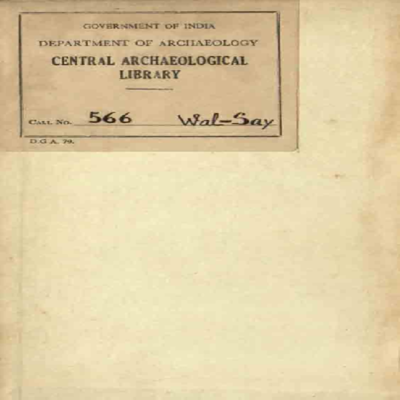 GOVERNMENT OF INDIA
DEPARTMENT OF ARCHAEOLOGY
CENTRAL ARCHAEOLOGICAL
LIBRARY
CALL No. 566 Wal-Say
D.G.A. 79.